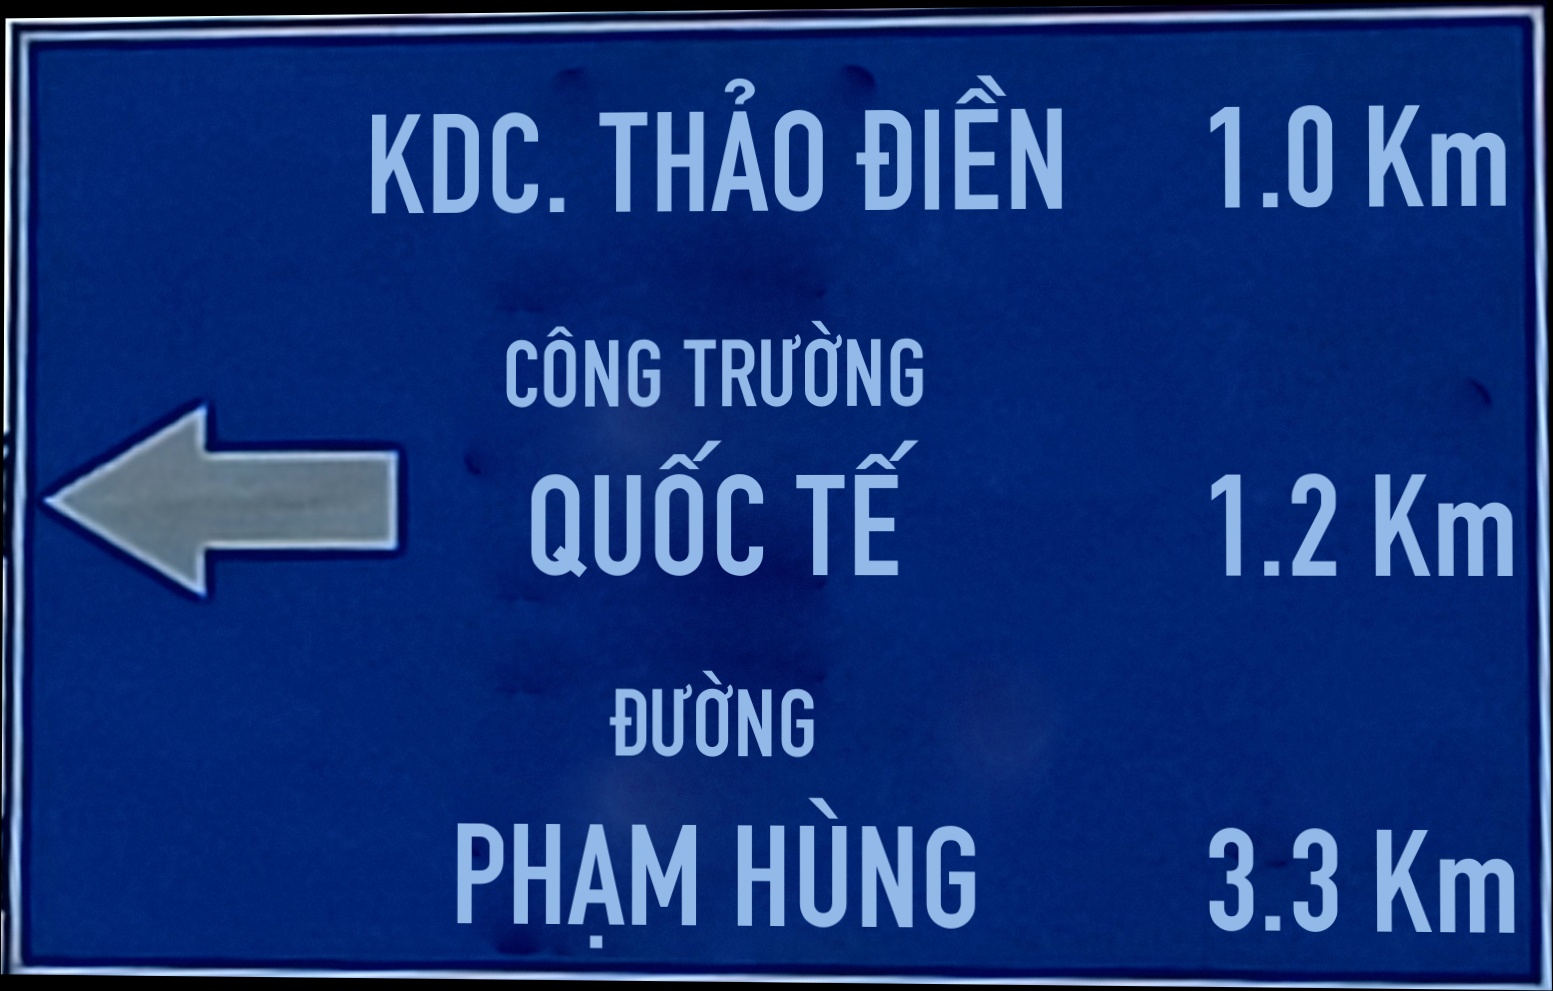 KDC. THẢO ĐIỀN 1.0 Km
CÔNG TRƯỜNG
QUỐC TẾ 1.2 Km
ĐƯỜNG
PHẠM HÙNG 3.3 Km